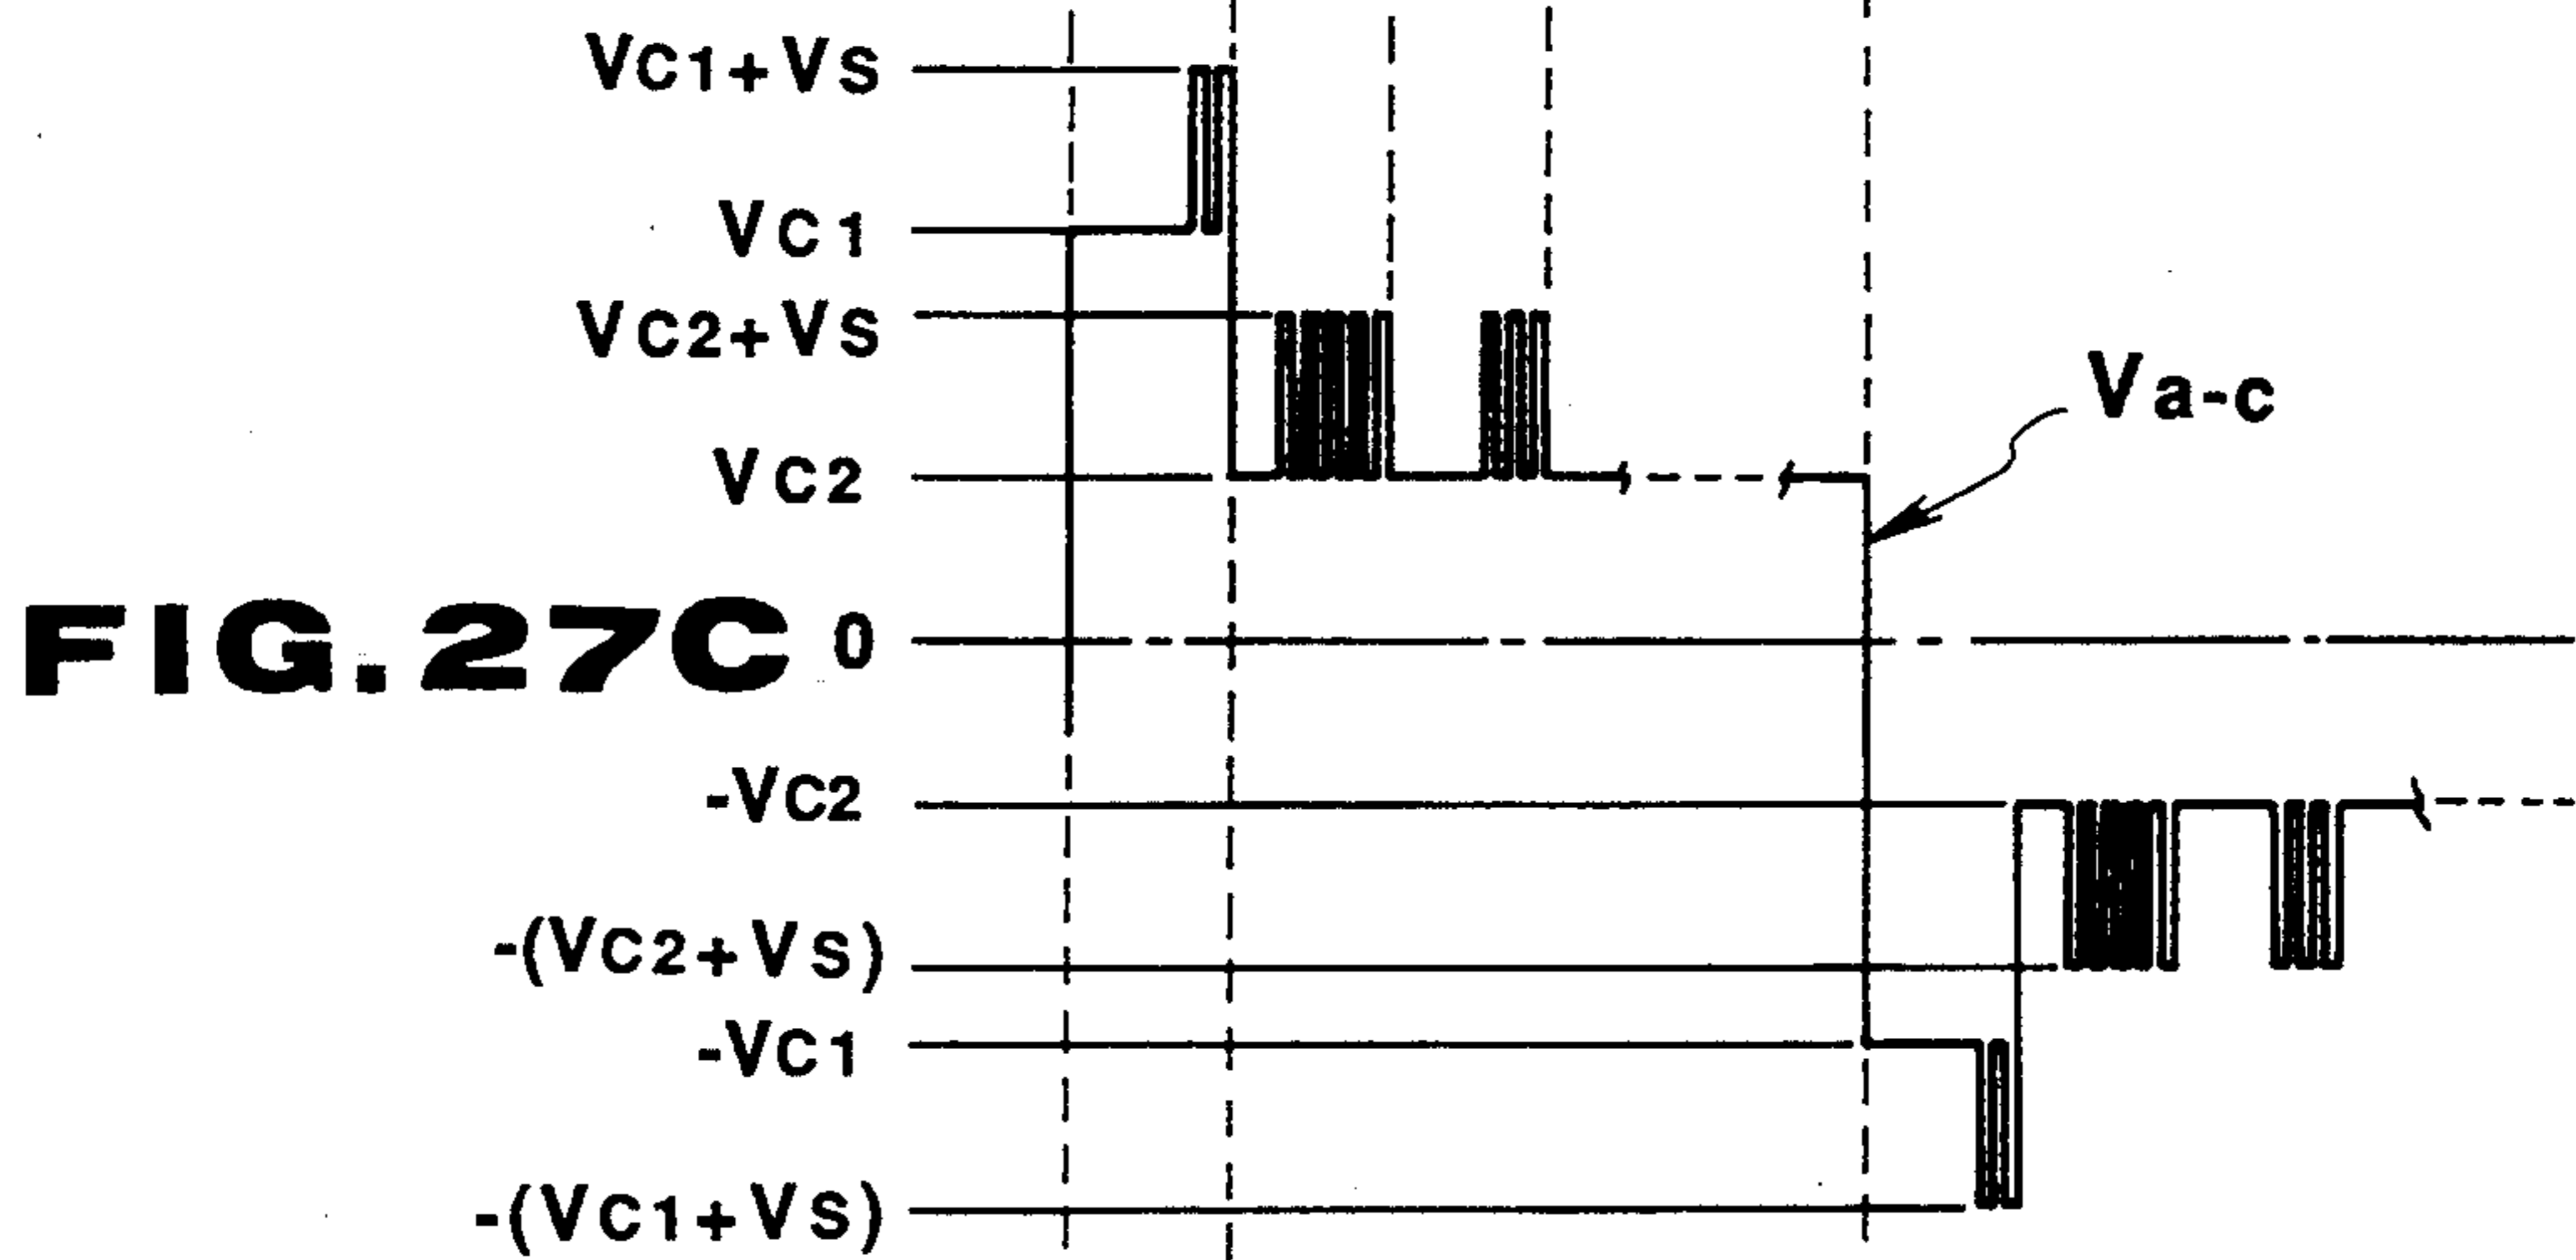 VC1+VS
VC1
VC2+VS
Va-c
VC2
FIG.27C 0
-VC2
-(VC2+VS)
-VC1
-(VC1+VS)